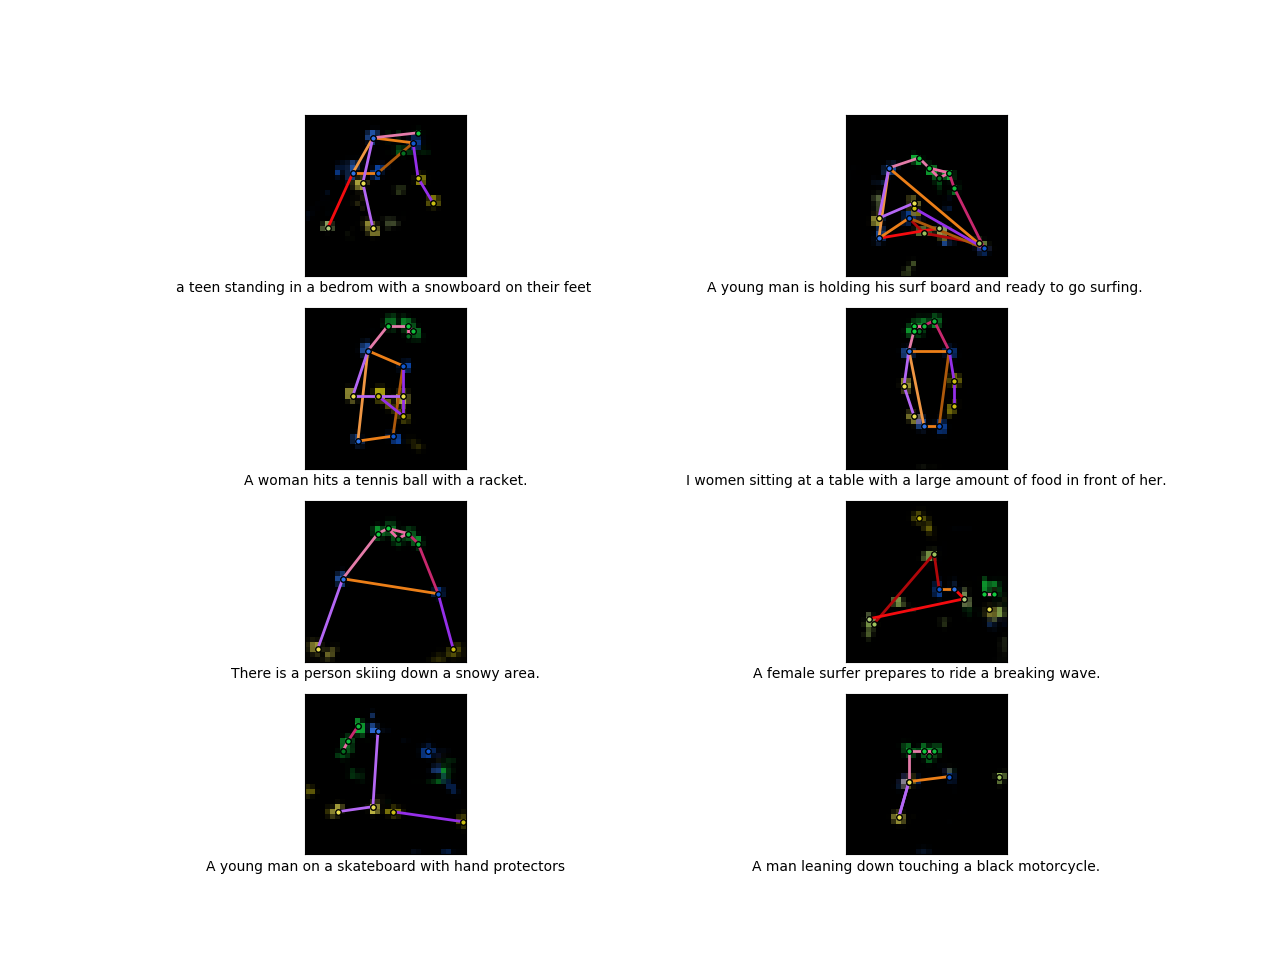 a teen standing in a bedrom with a snowboard on their feet
A young man is holding his surf board and ready to go surfing.
A woman hits a tennis ball with a racket.
I women sitting at a table with a large amount of food in front of her.
There is a person skiing down a snowy area.
A female surfer prepares to ride a breaking wave.
A young man on a skateboard with hand protectors
A man leaning down touching a black motorcycle.